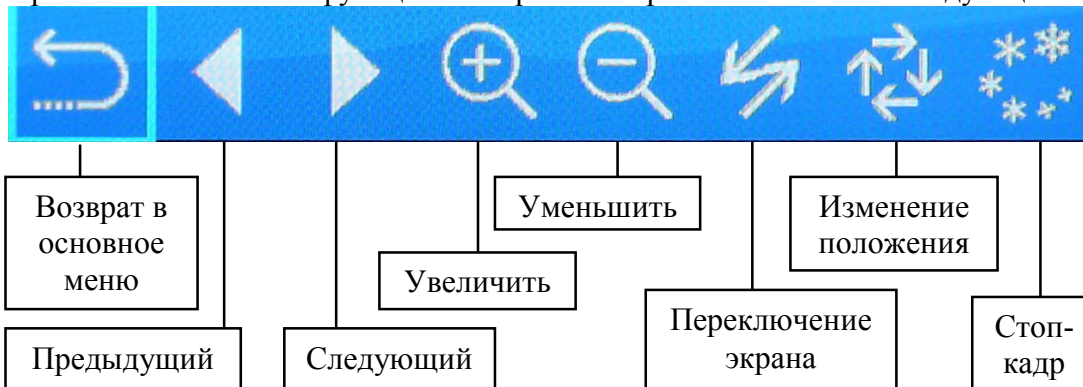 Возврат в
основное
меню
Предыдущий
Следующий
Увеличить
Уменьшить
Переключение
экрана
Изменение
положения
Стоп-
кадр